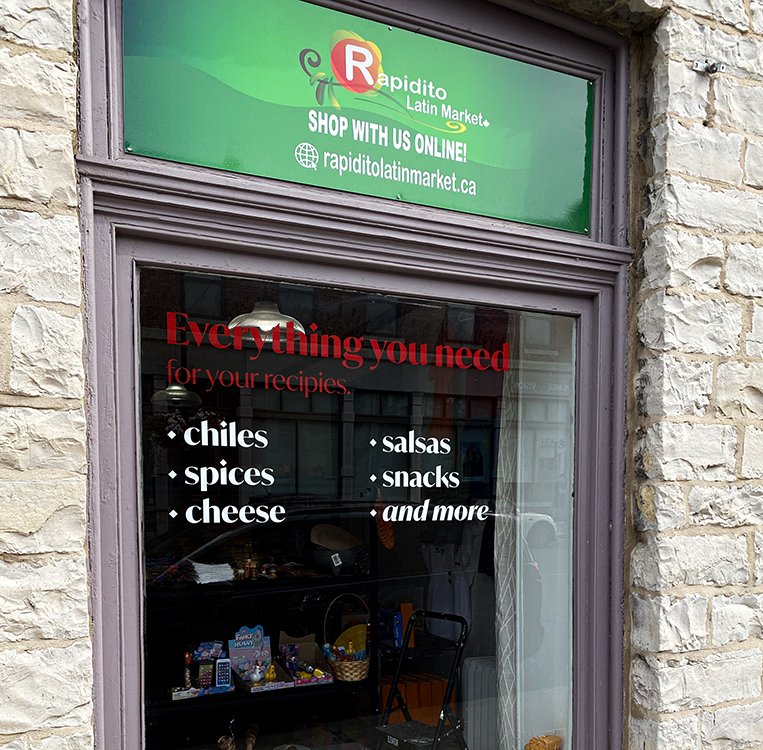 Rapidito
Latin Market
SHOP WITH US ONLINE!
rapiditolatinmarket.ca
Everything you need
for your recipies.
• chiles
• spices
• cheese
• salsas
• snacks
• and more